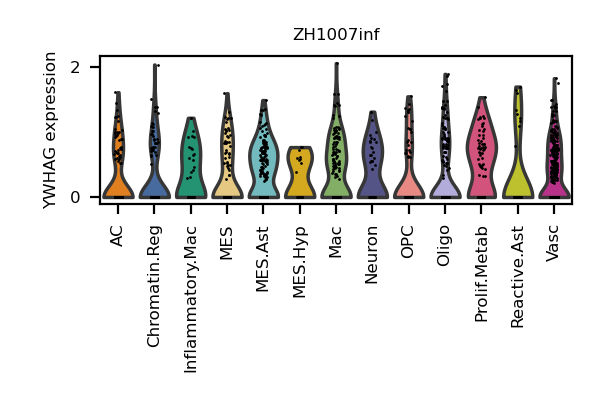 ZH1007inf
YWHAG expression
2
0
AC
Chromatin.Reg
Inflammatory.Mac
MES
MES.Ast
MES.Hyp
Mac
Neuron
OPC
Oligo
Prolif.Metab
Reactive.Ast
Vasc